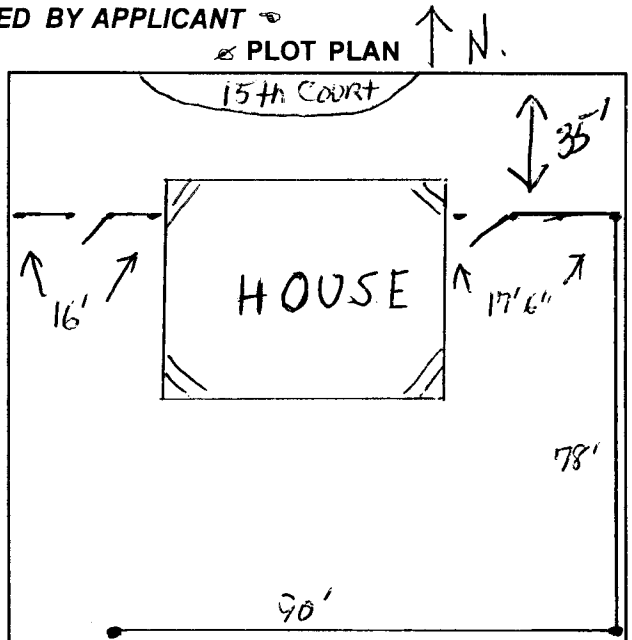 ED BY APPLICANT
PLOT PLAN N.
15th Court
35'
HOUSE
16'
17'6"
78'
90'